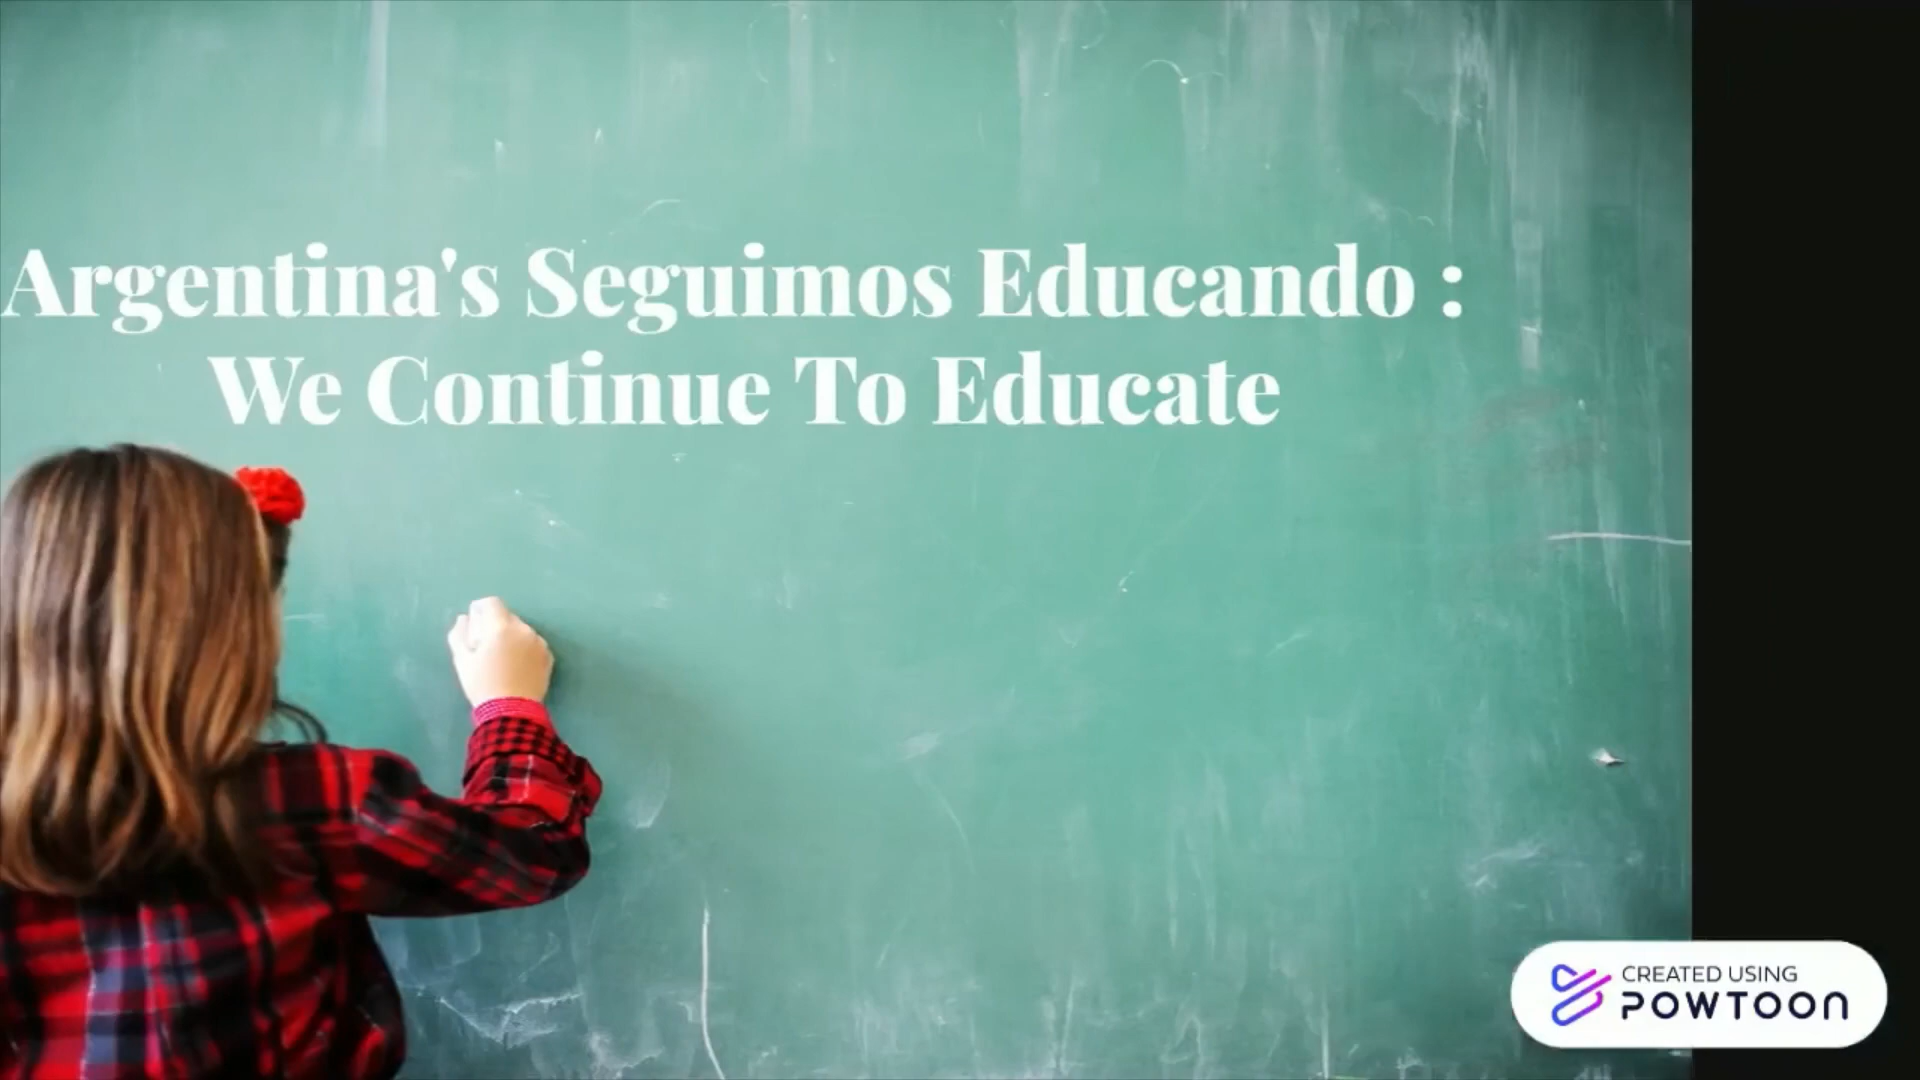 Argentina's Seguimos Educando :
We Continue To Educate
CREATED USING
POWTOON